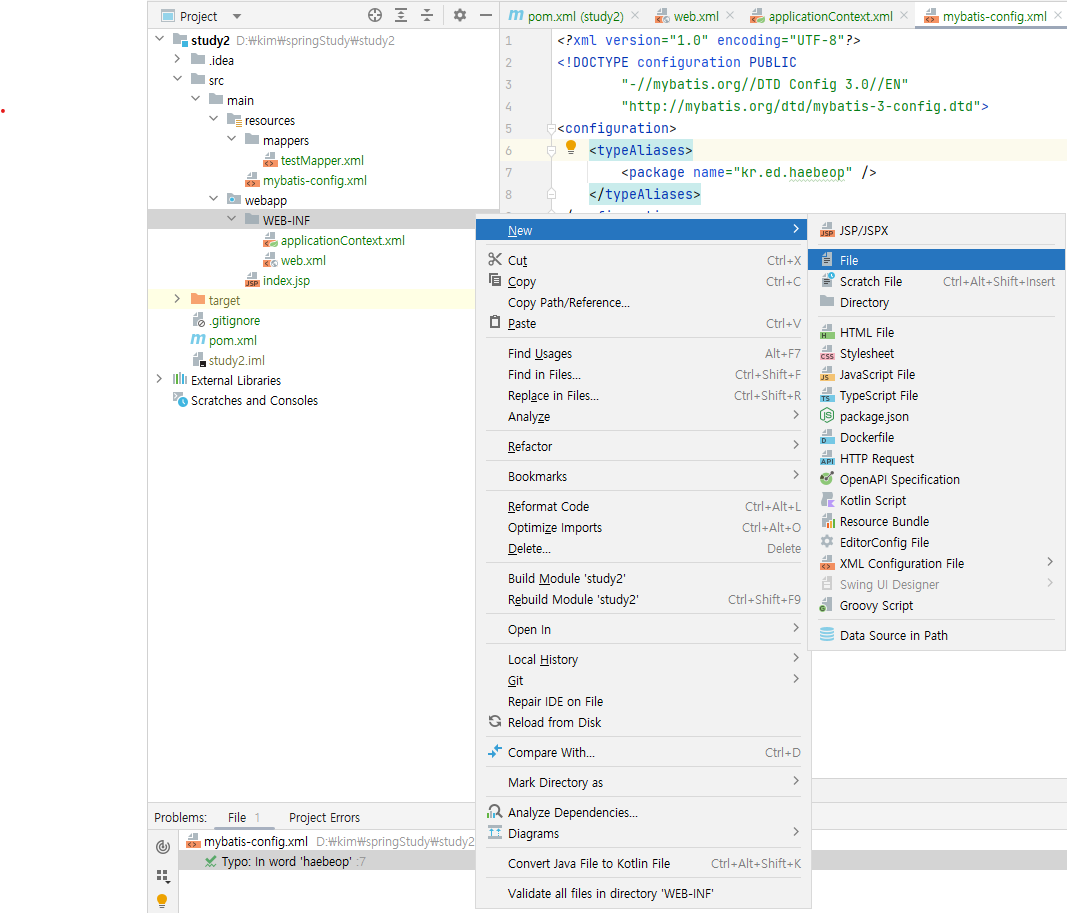 Project
study2 D:₩kim₩springStudy₩study2
.idea
src
main
resources
mappers
testMapper.xml
mybatis-config.xml
webapp
WEB-INF
applicationContext.xml
web.xml
index.jsp
target
.gitignore
pom.xml
study2.iml
External Libraries
Scratches and Consoles
pom.xml (study2) web.xml applicationContext.xml mybatis-config.xml
1 <?xml version="1.0" encoding="UTF-8"?>
2 <!DOCTYPE configuration PUBLIC
3 "-//mybatis.org//DTD Config 3.0//EN"
4 "http://mybatis.org/dtd/mybatis-3-config.dtd">
5 <configuration>
6 <typeAliases>
7 <package name="kr.ed.haebeop" />
8 </typeAliases>
New
Cut Ctrl+X
Copy Ctrl+C
Copy Path/Reference...
Paste Ctrl+V
Find Usages Alt+F7
Find in Files... Ctrl+Shift+F
Replace in Files... Ctrl+Shift+R
Analyze
Refactor
Bookmarks
Reformat Code Ctrl+Alt+L
Optimize Imports Ctrl+Alt+O
Delete... Delete
Build Module 'study2'
Rebuild Module 'study2' Ctrl+Shift+F9
Open In
Local History
Git
Repair IDE on File
Reload from Disk
Compare With... Ctrl+D
Mark Directory as
Analyze Dependencies...
Diagrams
Convert Java File to Kotlin File Ctrl+Alt+Shift+K
Validate all files in directory 'WEB-INF'
JSP/JSPX
File
Scratch File Ctrl+Alt+Shift+Insert
Directory
HTML File
Stylesheet
JavaScript File
TypeScript File
package.json
Dockerfile
HTTP Request
OpenAPI Specification
Kotlin Script
Resource Bundle
EditorConfig File
XML Configuration File
Swing UI Designer
Groovy Script
Data Source in Path
Problems: File 1 Project Errors
mybatis-config.xml D:₩kim₩springStudy₩study2
Typo: In word 'haebeop' :7